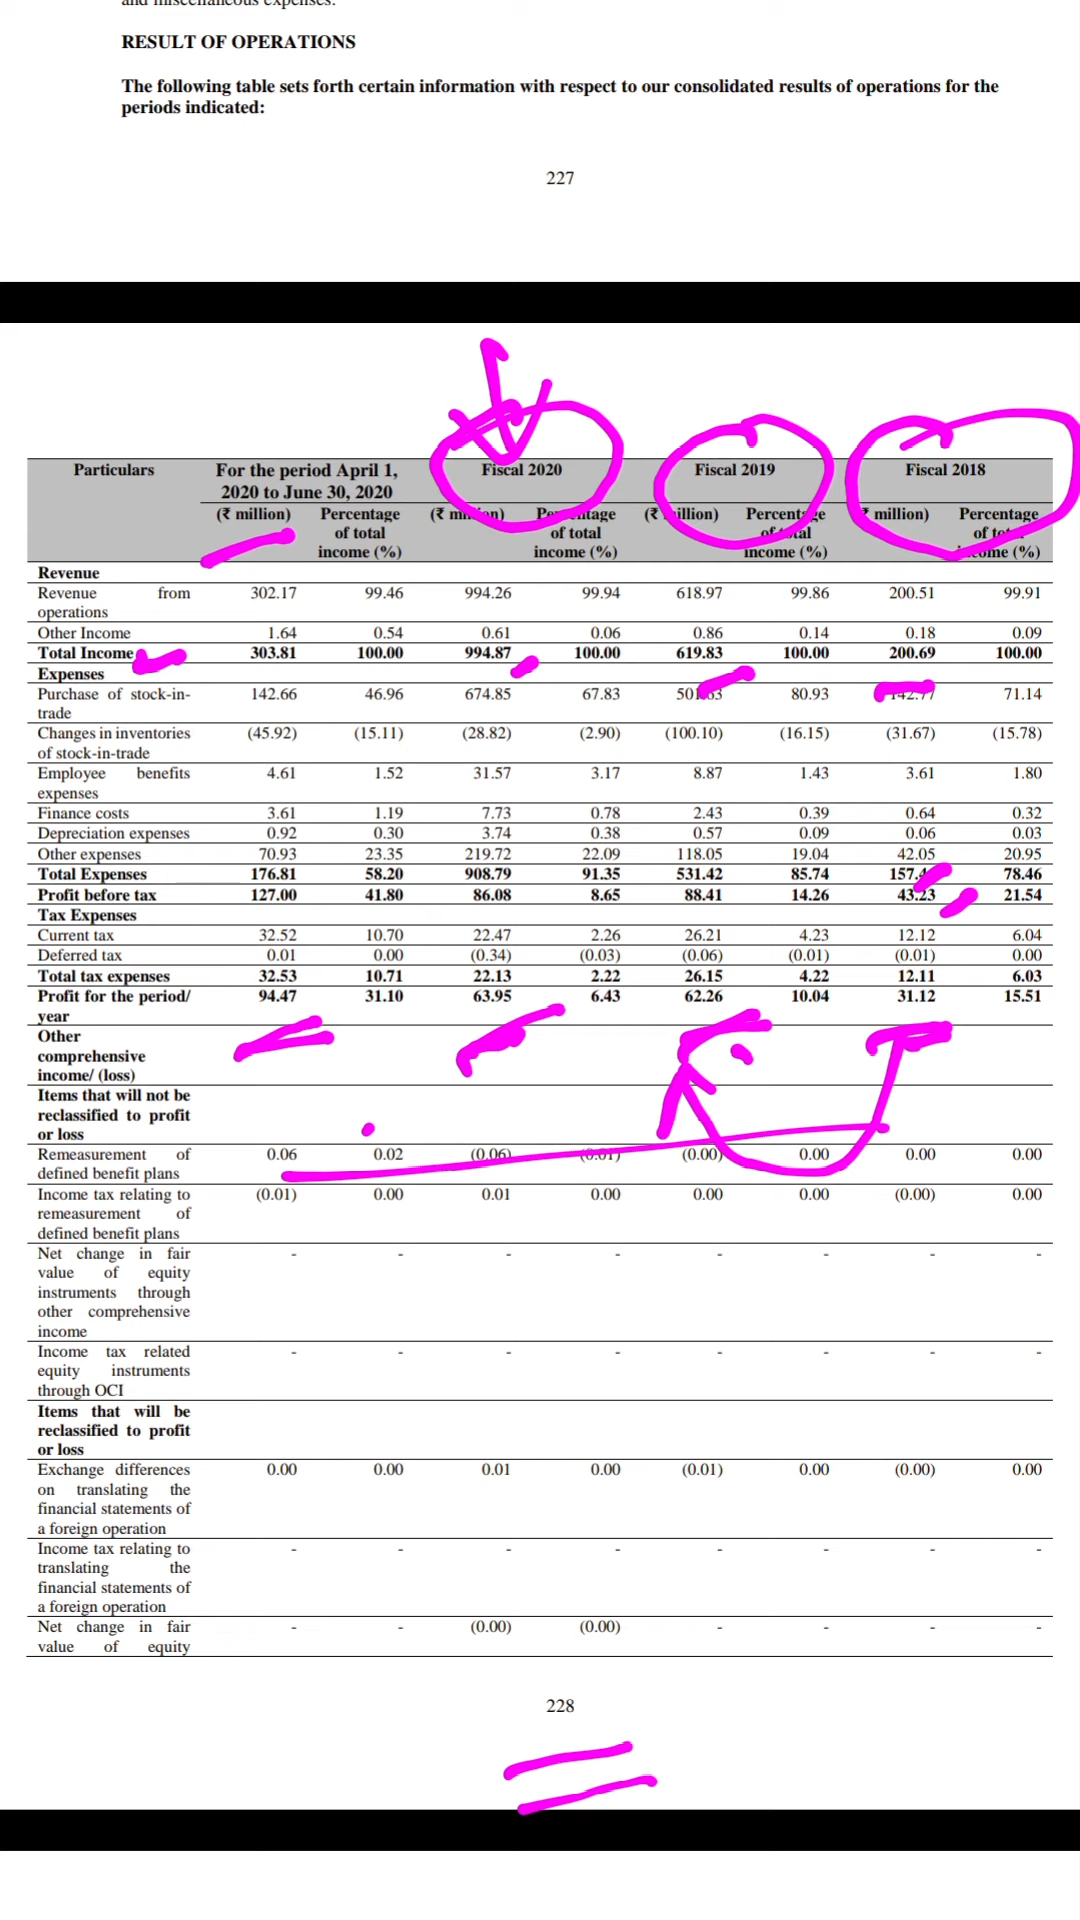 and miscellaneous expenses.
RESULT OF OPERATIONS
The following table sets forth certain information with respect to our consolidated results of operations for the
periods indicated:
227
Particulars For the period April 1, 2020 to June 30, 2020 Fiscal 2020 Fiscal 2019 Fiscal 2018
(₹ million) Percentage of total income (%) (₹ million) Percentage of total income (%) (₹ million) Percentage of total income (%) (₹ million) Percentage of total income (%)
Revenue
Revenue from operations 302.17 99.46 994.26 99.94 618.97 99.86 200.51 99.91
Other Income 1.64 0.54 0.61 0.06 0.86 0.14 0.18 0.09
Total Income 303.81 100.00 994.87 100.00 619.83 100.00 200.69 100.00
Expenses
Purchase of stock-in-trade 142.66 46.96 674.85 67.83 80.93 142.77 71.14
Changes in inventories of stock-in-trade (45.92) (15.11) (28.82) (2.90) (100.10) (16.15) (31.67) (15.78)
Employee benefits expenses 4.61 1.52 31.57 3.17 8.87 1.43 3.61 1.80
Finance costs 3.61 1.19 7.73 0.78 2.43 0.39 0.64 0.32
Depreciation expenses 0.92 0.30 3.74 0.38 0.57 0.09 0.06 0.03
Other expenses 70.93 23.35 219.72 22.09 118.05 19.04 42.05 20.95
Total Expenses 176.81 58.20 908.79 91.35 531.42 85.74 78.46
Profit before tax 127.00 41.80 86.08 8.65 88.41 14.26 43.23 21.54
Tax Expenses
Current tax 32.52 10.70 22.47 2.26 26.21 4.23 12.12 6.04
Deferred tax 0.01 0.00 (0.34) (0.03) (0.06) (0.01) (0.01) 0.00
Total tax expenses 32.53 10.71 22.13 2.22 26.15 4.22 12.11 6.03
Profit for the period/ year 94.47 31.10 63.95 6.43 62.26 10.04 31.12 15.51
Other comprehensive income/ (loss)
Items that will not be reclassified to profit or loss
Remeasurement of defined benefit plans 0.06 0.02 (0.06) (0.01) (0.00) 0.00 0.00 0.00
Income tax relating to remeasurement of defined benefit plans (0.01) 0.00 0.01 0.00 0.00 0.00 (0.00) 0.00
Net change in fair value of equity instruments through other comprehensive income - - - - - - - -
Income tax related equity instruments through OCI - - - - - - - -
Items that will be reclassified to profit or loss
Exchange differences on translating the financial statements of a foreign operation 0.00 0.00 0.01 0.00 (0.01) 0.00 (0.00) 0.00
Income tax relating to translating the financial statements of a foreign operation - - - - - - - -
Net change in fair value of equity - - (0.00) (0.00) - - - -
228